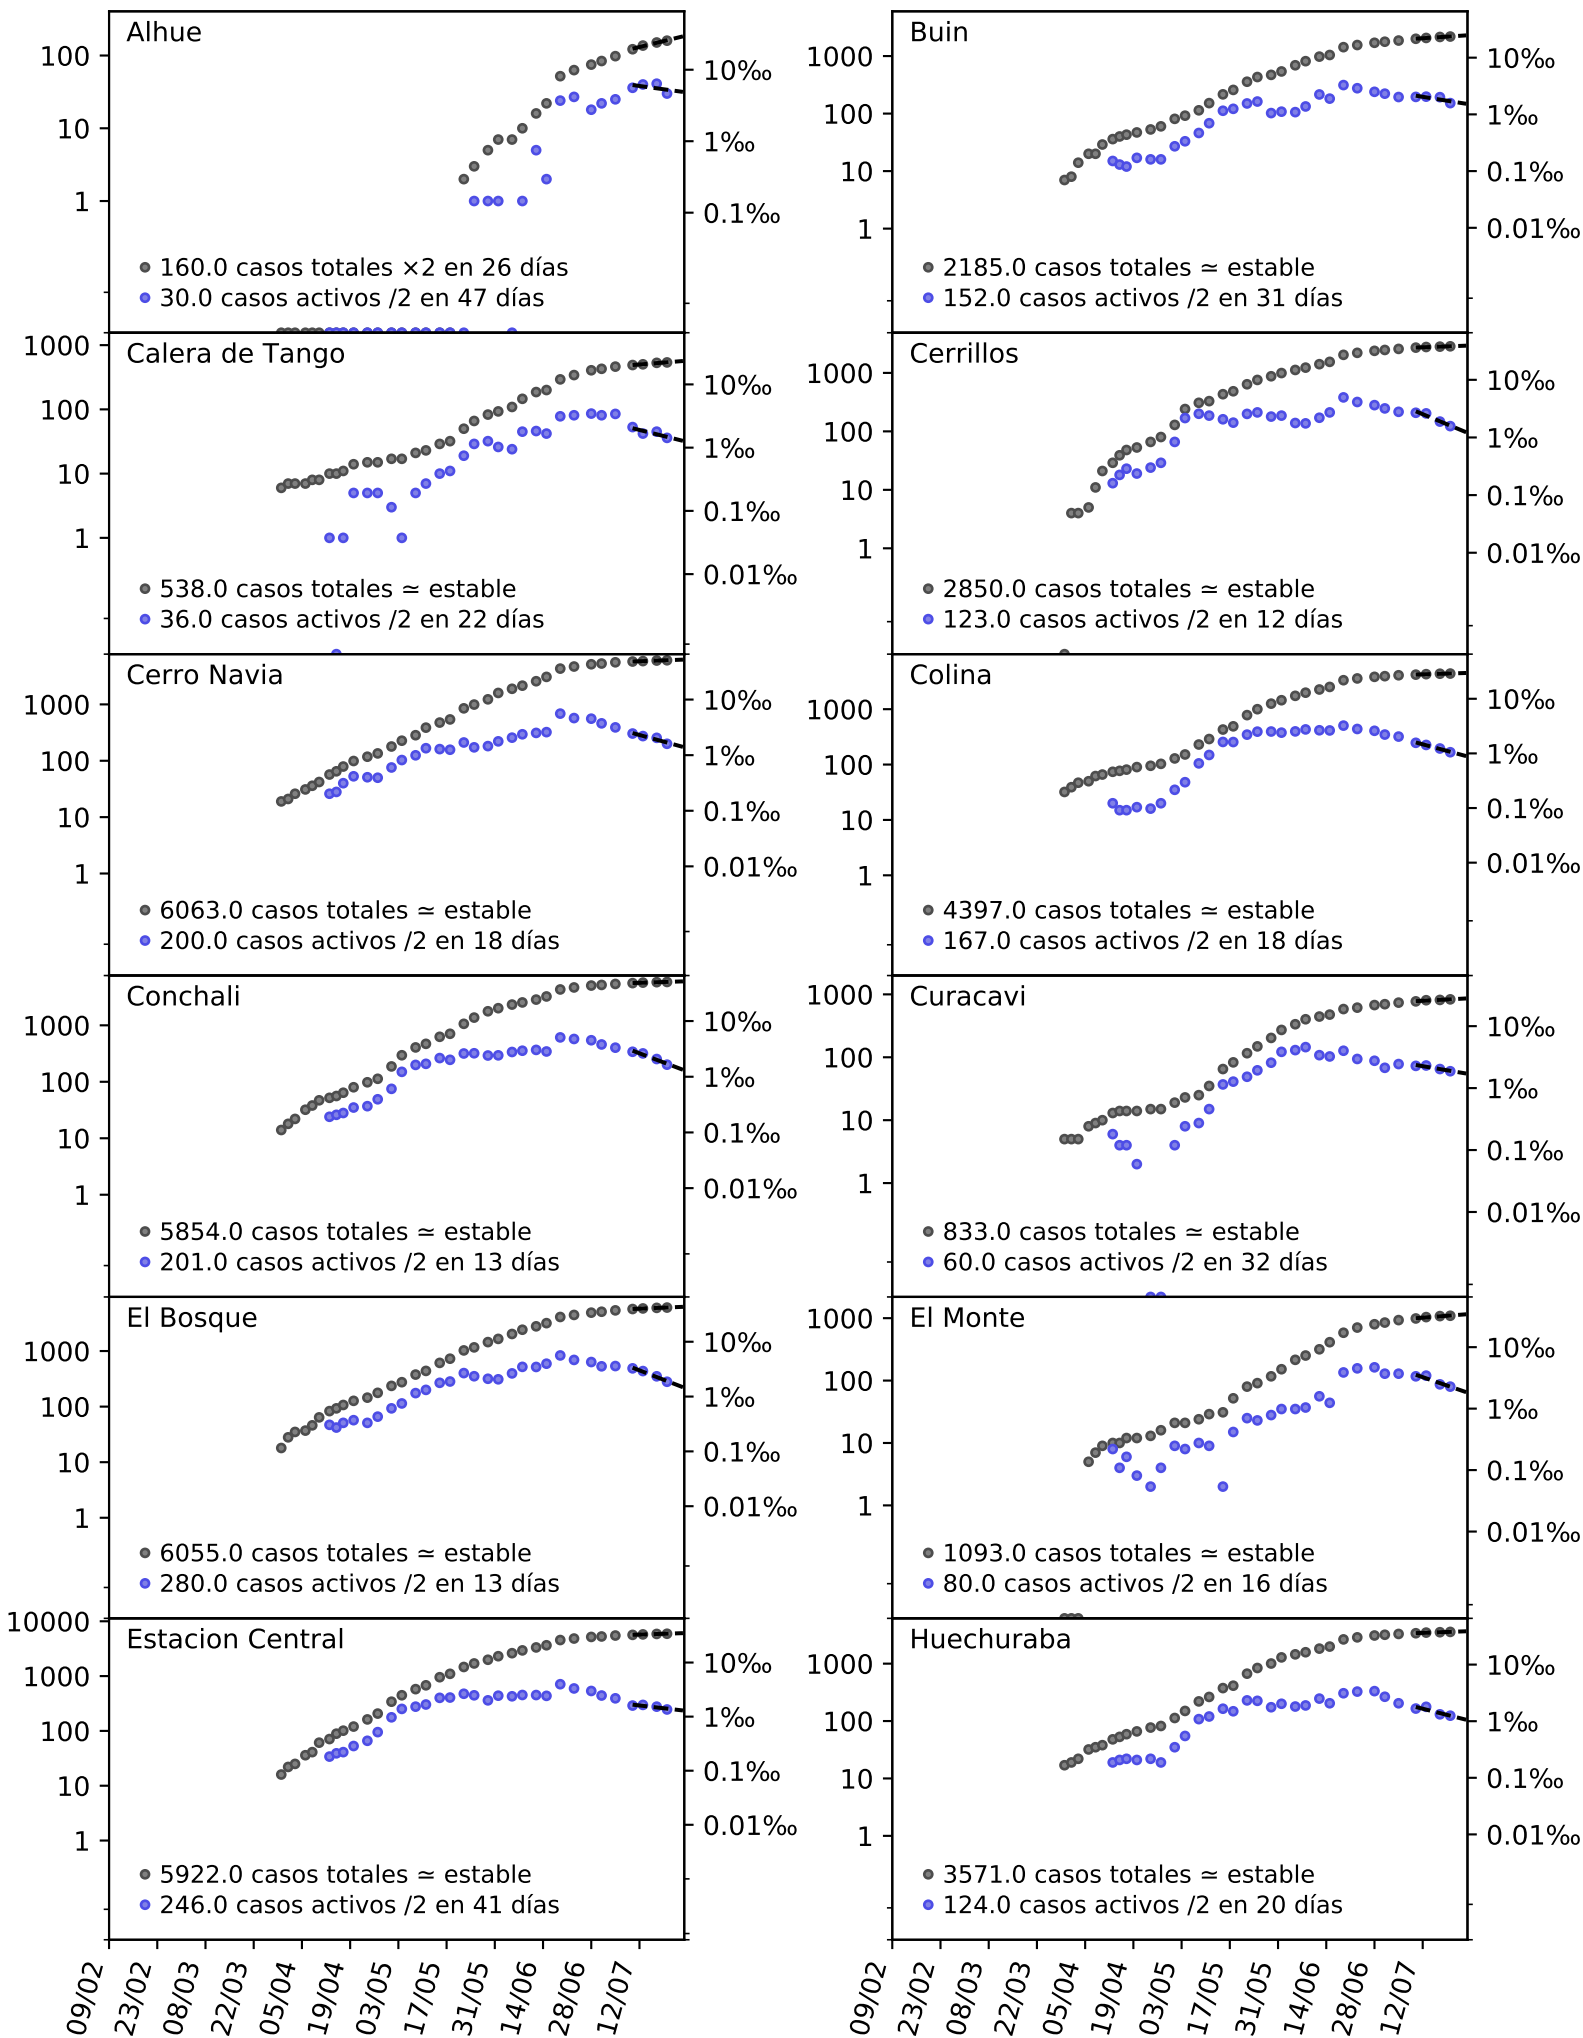 Alhue
100
10
1
10‰
1‰
0.1‰
160.0 casos totales ×2 en 26 días
30.0 casos activos /2 en 47 días
Buin
1000
100
10
1
10‰
1‰
0.1‰
0.01‰
2185.0 casos totales ≃ estable
152.0 casos activos /2 en 31 días
Calera de Tango
1000
100
10
1
10‰
1‰
0.1‰
0.01‰
538.0 casos totales ≃ estable
36.0 casos activos /2 en 22 días
Cerrillos
1000
100
10
1
10‰
1‰
0.1‰
0.01‰
2850.0 casos totales ≃ estable
123.0 casos activos /2 en 12 días
Cerro Navia
1000
100
10
1
10‰
1‰
0.1‰
0.01‰
6063.0 casos totales ≃ estable
200.0 casos activos /2 en 18 días
Colina
1000
100
10
1
10‰
1‰
0.1‰
0.01‰
4397.0 casos totales ≃ estable
167.0 casos activos /2 en 18 días
Conchali
1000
100
10
1
10‰
1‰
0.1‰
0.01‰
5854.0 casos totales ≃ estable
201.0 casos activos /2 en 13 días
Curacavi
1000
100
10
1
10‰
1‰
0.1‰
0.01‰
833.0 casos totales ≃ estable
60.0 casos activos /2 en 32 días
El Bosque
1000
100
10
1
10‰
1‰
0.1‰
0.01‰
6055.0 casos totales ≃ estable
280.0 casos activos /2 en 13 días
El Monte
1000
100
10
1
10‰
1‰
0.1‰
0.01‰
1093.0 casos totales ≃ estable
80.0 casos activos /2 en 16 días
Estacion Central
10000
1000
100
10
1
10‰
1‰
0.1‰
0.01‰
5922.0 casos totales ≃ estable
246.0 casos activos /2 en 41 días
Huechuraba
1000
100
10
1
10‰
1‰
0.1‰
0.01‰
3571.0 casos totales ≃ estable
124.0 casos activos /2 en 20 días
09/02 23/02 08/03 22/03 05/04 19/04 03/05 17/05 31/05 14/06 28/06 12/07
09/02 23/02 08/03 22/03 05/04 19/04 03/05 17/05 31/05 14/06 28/06 12/07